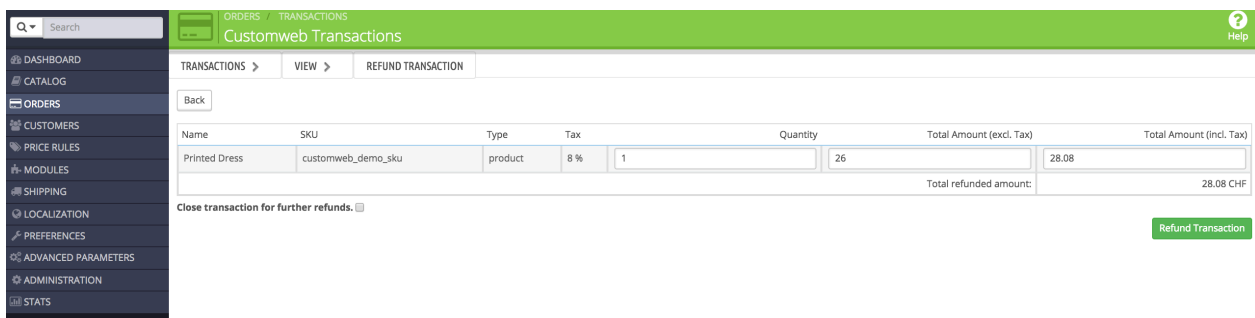 Search
DASHBOARD
CATALOG
ORDERS
CUSTOMERS
PRICE RULES
MODULES
SHIPPING
LOCALIZATION
PREFERENCES
ADVANCED PARAMETERS
ADMINISTRATION
STATS
ORDERS / TRANSACTIONS
Customweb Transactions
Help
TRANSACTIONS > VIEW > REFUND TRANSACTION
Back
Name SKU Type Tax Quantity Total Amount (excl. Tax) Total Amount (incl. Tax)
Printed Dress customweb_demo_sku product 8 % 1 26 28.08
Total refunded amount: 28.08 CHF
Close transaction for further refunds.
Refund Transaction